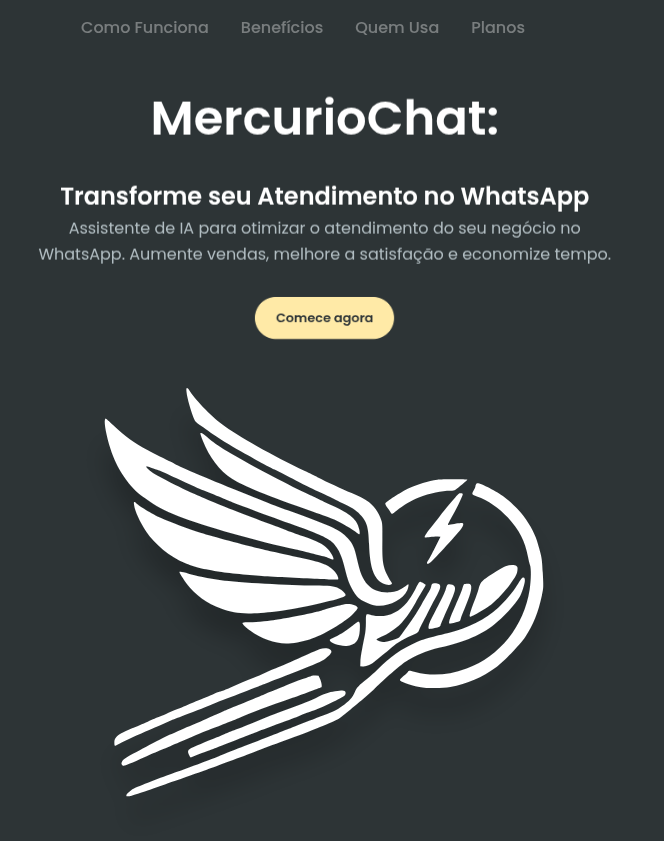 Como Funciona Benefícios Quem Usa Planos
MercurioChat:
Transforme seu Atendimento no WhatsApp
Assistente de IA para otimizar o atendimento do seu negócio no
WhatsApp. Aumente vendas, melhore a satisfação e economize tempo.
Comece agora